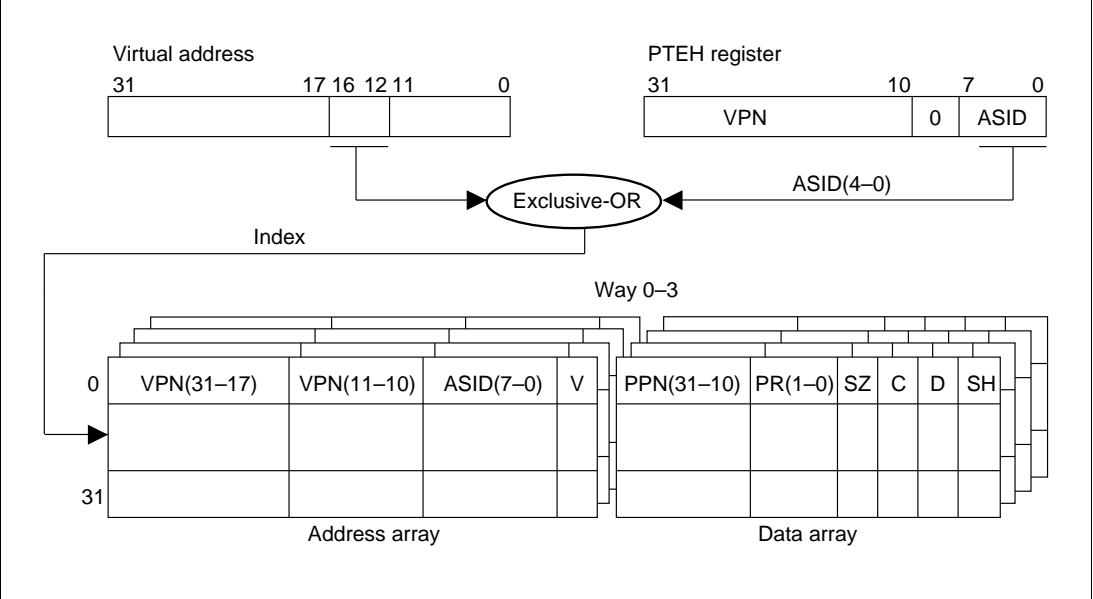 Virtual address PTEH register
31 17 16 12 11 0 31 10 7 0
VPN 0 ASID
ASID(4–0)
Exclusive-OR
Index
Way 0–3
0 VPN(31–17) VPN(11–10) ASID(7–0) V PPN(31–10) PR(1–0) SZ C D SH
31
Address array Data array